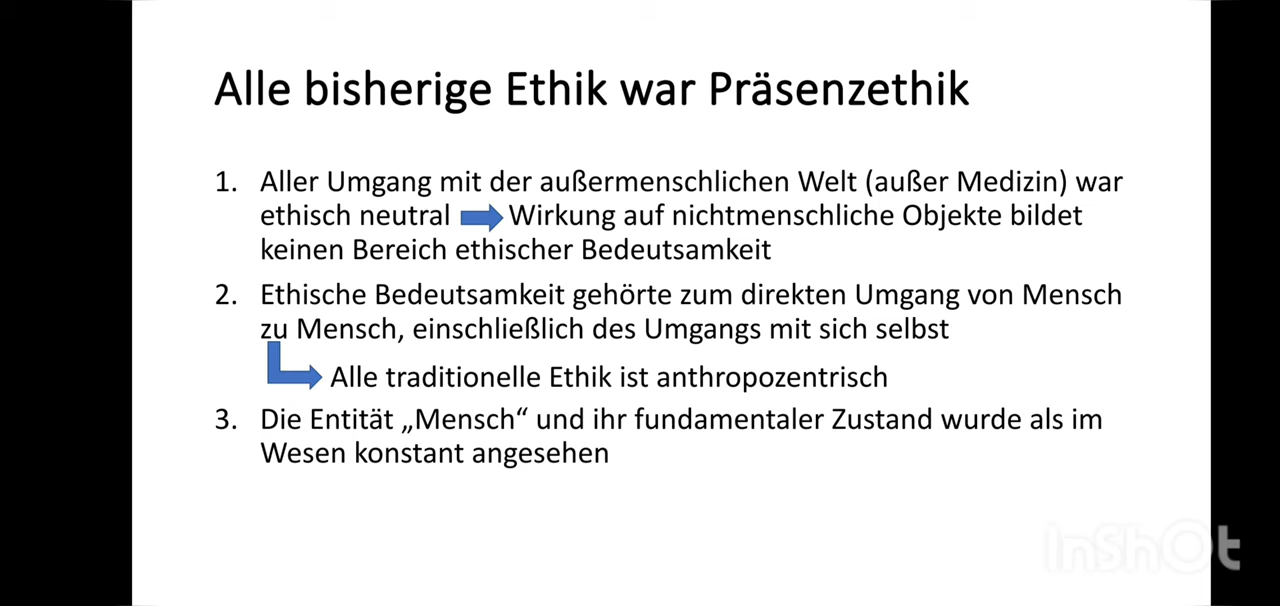 Alle bisherige Ethik war Präsenzethik
1. Aller Umgang mit der außermenschlichen Welt (außer Medizin) war
ethisch neutral Wirkung auf nichtmenschliche Objekte bildet
keinen Bereich ethischer Bedeutsamkeit
2. Ethische Bedeutsamkeit gehörte zum direkten Umgang von Mensch
zu Mensch, einschließlich des Umgangs mit sich selbst
Alle traditionelle Ethik ist anthropozentrisch
3. Die Entität „Mensch“ und ihr fundamentaler Zustand wurde als im
Wesen konstant angesehen
InShOt